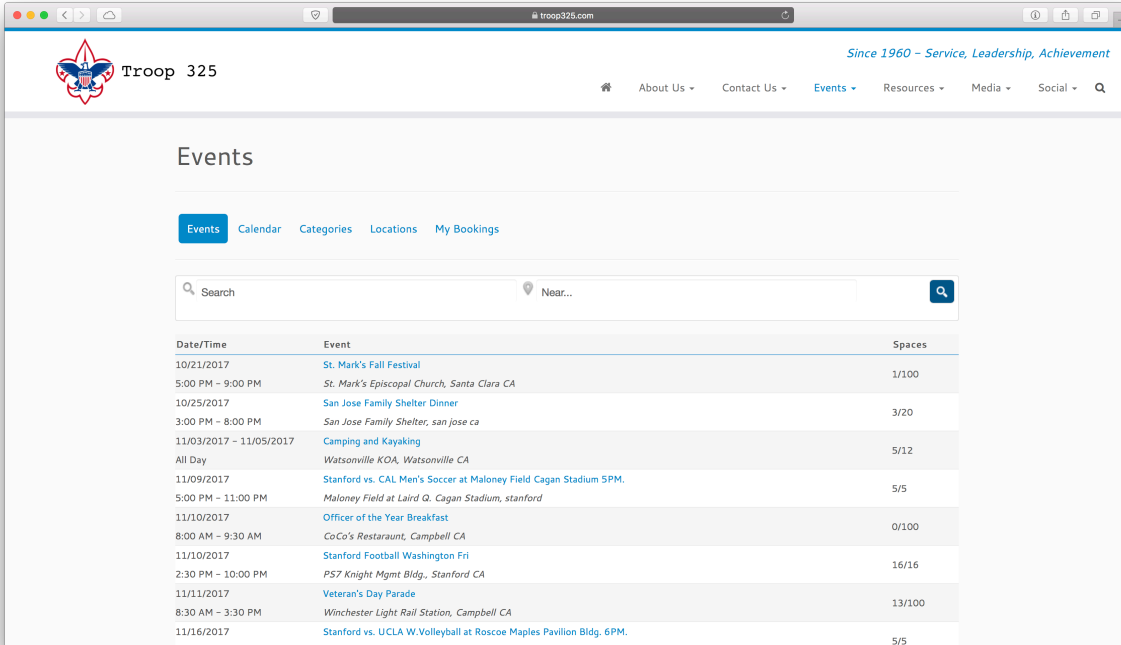 troop325.com
Since 1960 – Service, Leadership, Achievement
Troop 325
About Us Contact Us Events Resources Media Social
Events
Events Calendar Categories Locations My Bookings
Search Near...
Date/Time Event Spaces
10/21/2017 St. Mark's Fall Festival
1/100
5:00 PM – 9:00 PM St. Mark's Episcopal Church, Santa Clara CA
10/25/2017 San Jose Family Shelter Dinner
3/20
3:00 PM – 8:00 PM San Jose Family Shelter, san jose ca
11/03/2017 – 11/05/2017 Camping and Kayaking
5/12
All Day Watsonville KOA, Watsonville CA
11/09/2017 Stanford vs. CAL Men's Soccer at Maloney Field Cagan Stadium 5PM.
5/5
5:00 PM – 11:00 PM Maloney Field at Laird Q. Cagan Stadium, stanford
11/10/2017 Officer of the Year Breakfast
0/100
8:00 AM – 9:30 AM CoCo's Restaraunt, Campbell CA
11/10/2017 Stanford Football Washington Fri
16/16
2:30 PM – 10:00 PM PS7 Knight Mgmt Bldg., Stanford CA
11/11/2017 Veteran's Day Parade
13/100
8:30 AM – 3:30 PM Winchester Light Rail Station, Campbell CA
11/16/2017 Stanford vs. UCLA W.Volleyball at Roscoe Maples Pavilion Bldg. 6PM.
5/5